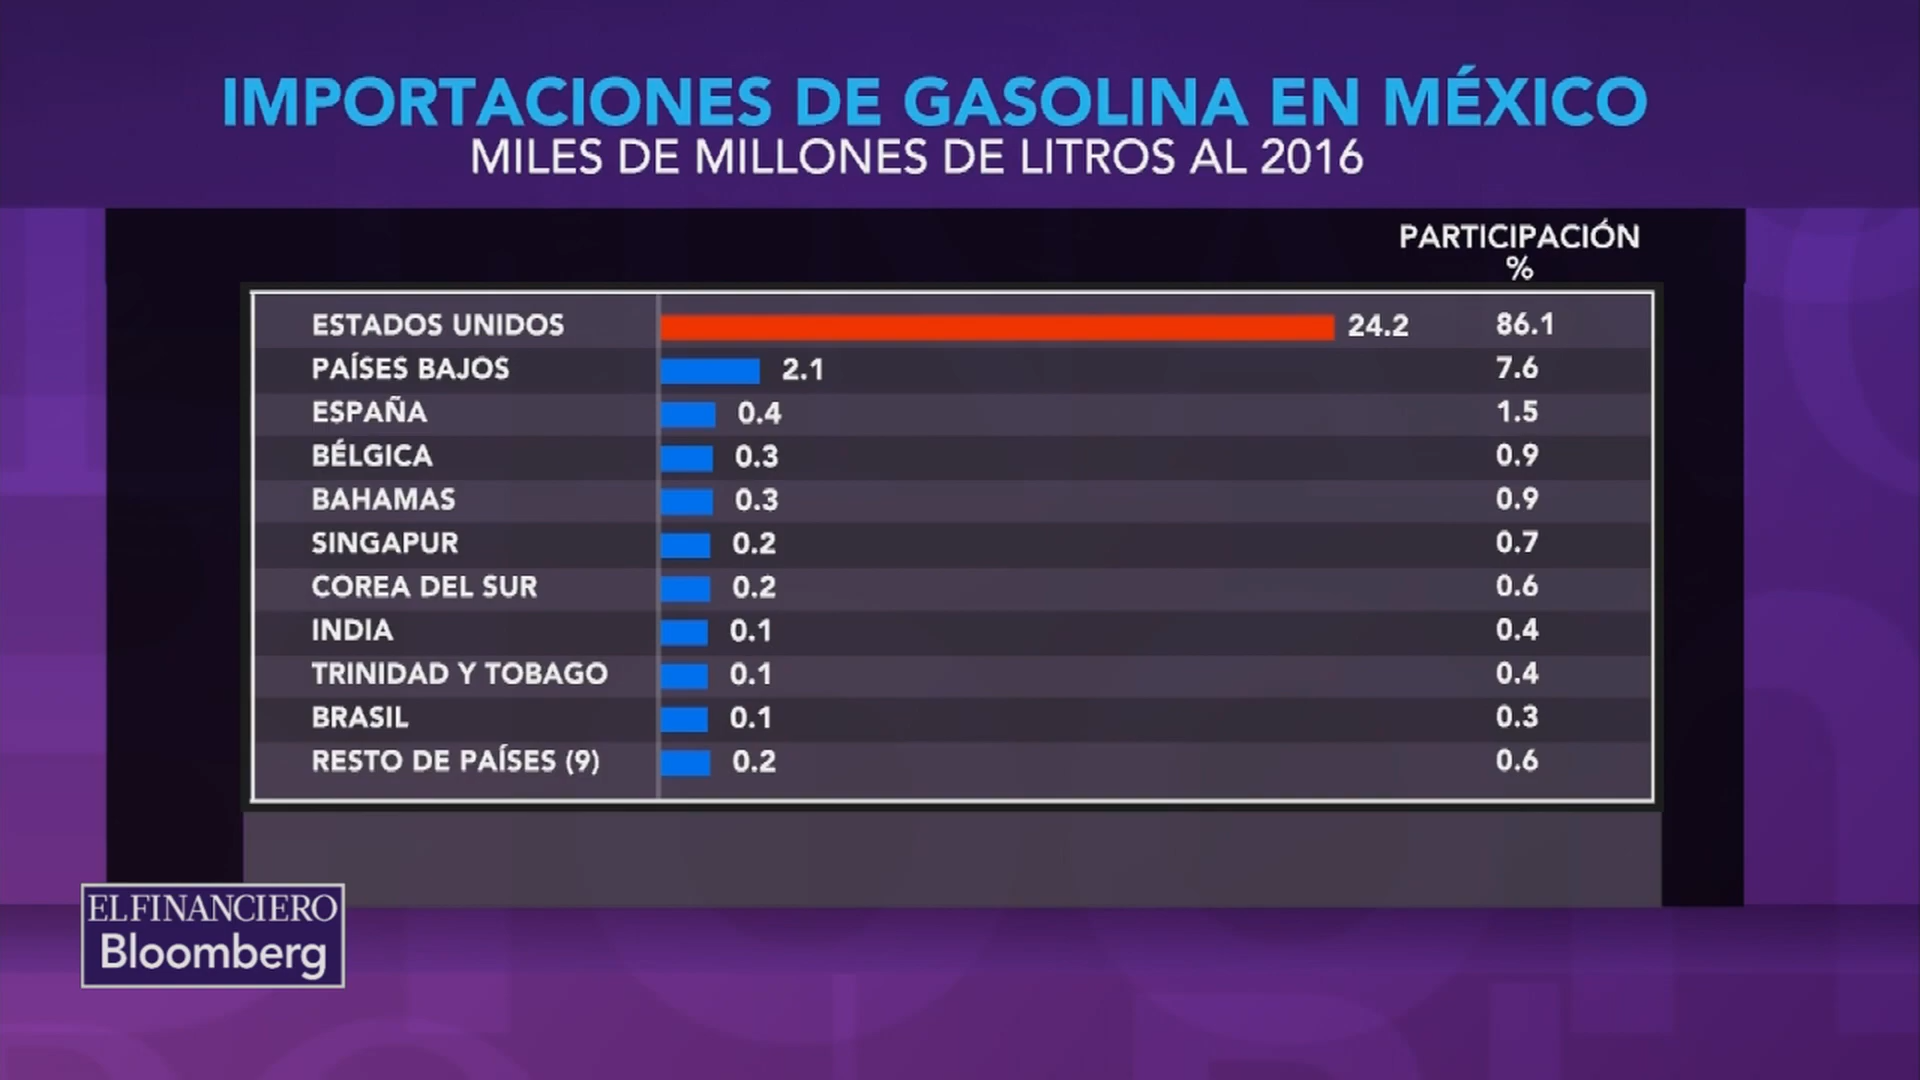 IMPORTACIONES DE GASOLINA EN MÉXICO
MILES DE MILLONES DE LITROS AL 2016
PARTICIPACIÓN
%
ESTADOS UNIDOS 24.2 86.1
PAÍSES BAJOS 2.1 7.6
ESPAÑA 0.4 1.5
BÉLGICA 0.3 0.9
BAHAMAS 0.3 0.9
SINGAPUR 0.2 0.7
COREA DEL SUR 0.2 0.6
INDIA 0.1 0.4
TRINIDAD Y TOBAGO 0.1 0.4
BRASIL 0.1 0.3
RESTO DE PAÍSES (9) 0.2 0.6
EL FINANCIERO
Bloomberg